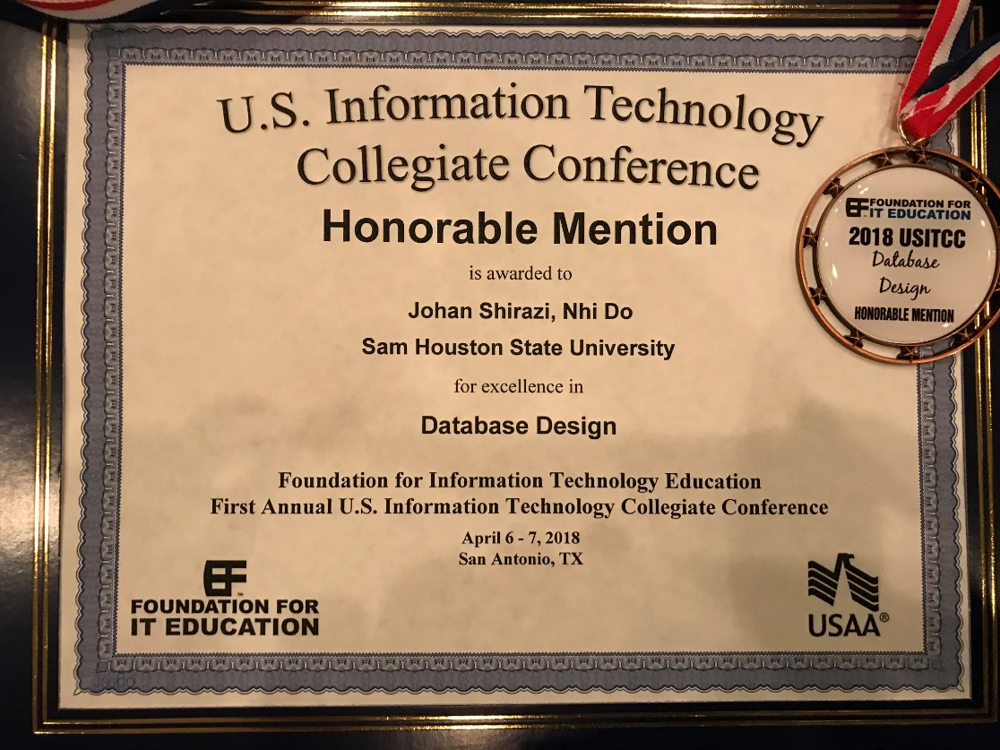 U.S. Information Technology
Collegiate Conference
Honorable Mention
is awarded to
Johan Shirazi, Nhi Do
Sam Houston State University
for excellence in
Database Design
Foundation for Information Technology Education
First Annual U.S. Information Technology Collegiate Conference
April 6 - 7, 2018
San Antonio, TX
EF™
FOUNDATION FOR
IT EDUCATION
USAA®
EF FOUNDATION FOR
IT EDUCATION
2018 USITCC
Database
Design
HONORABLE MENTION